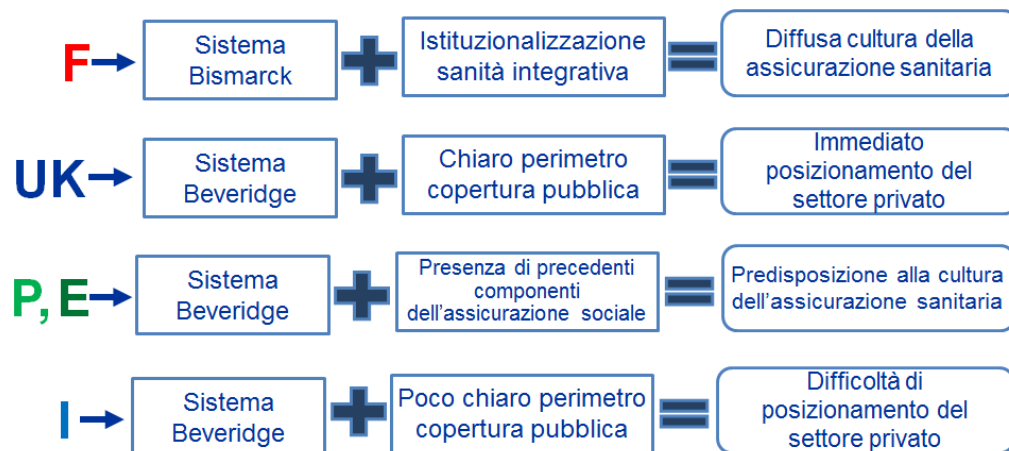 F
Sistema
Bismarck
Istituzionalizzazione
sanità integrativa
Diffusa cultura della
assicurazione sanitaria
UK
Sistema
Beveridge
Chiaro perimetro
copertura pubblica
Immediato
posizionamento del
settore privato
P, E
Sistema
Beveridge
Presenza di precedenti
componenti
dell'assicurazione sociale
Predisposizione alla cultura
dell'assicurazione sanitaria
I
Sistema
Beveridge
Poco chiaro perimetro
copertura pubblica
Difficoltà di
posizionamento del
settore privato